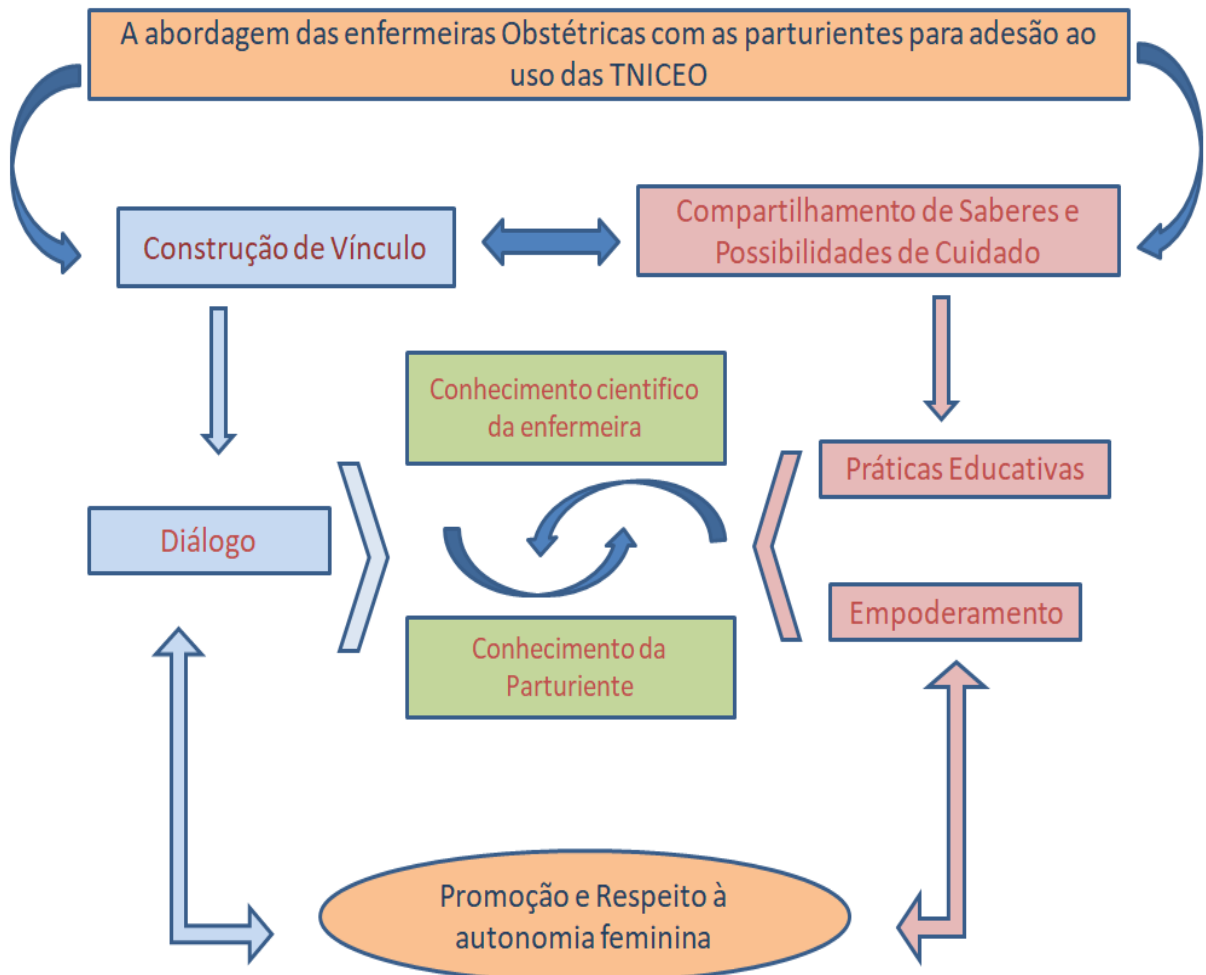 A abordagem das enfermeiras Obstétricas com as parturientes para adesão ao
uso das TNICEO
Construção de Vínculo
Compartilhamento de Saberes e
Possibilidades de Cuidado
Conhecimento cientifico
da enfermeira
Práticas Educativas
Diálogo
Empoderamento
Conhecimento da
Parturiente
Promoção e Respeito à
autonomia feminina